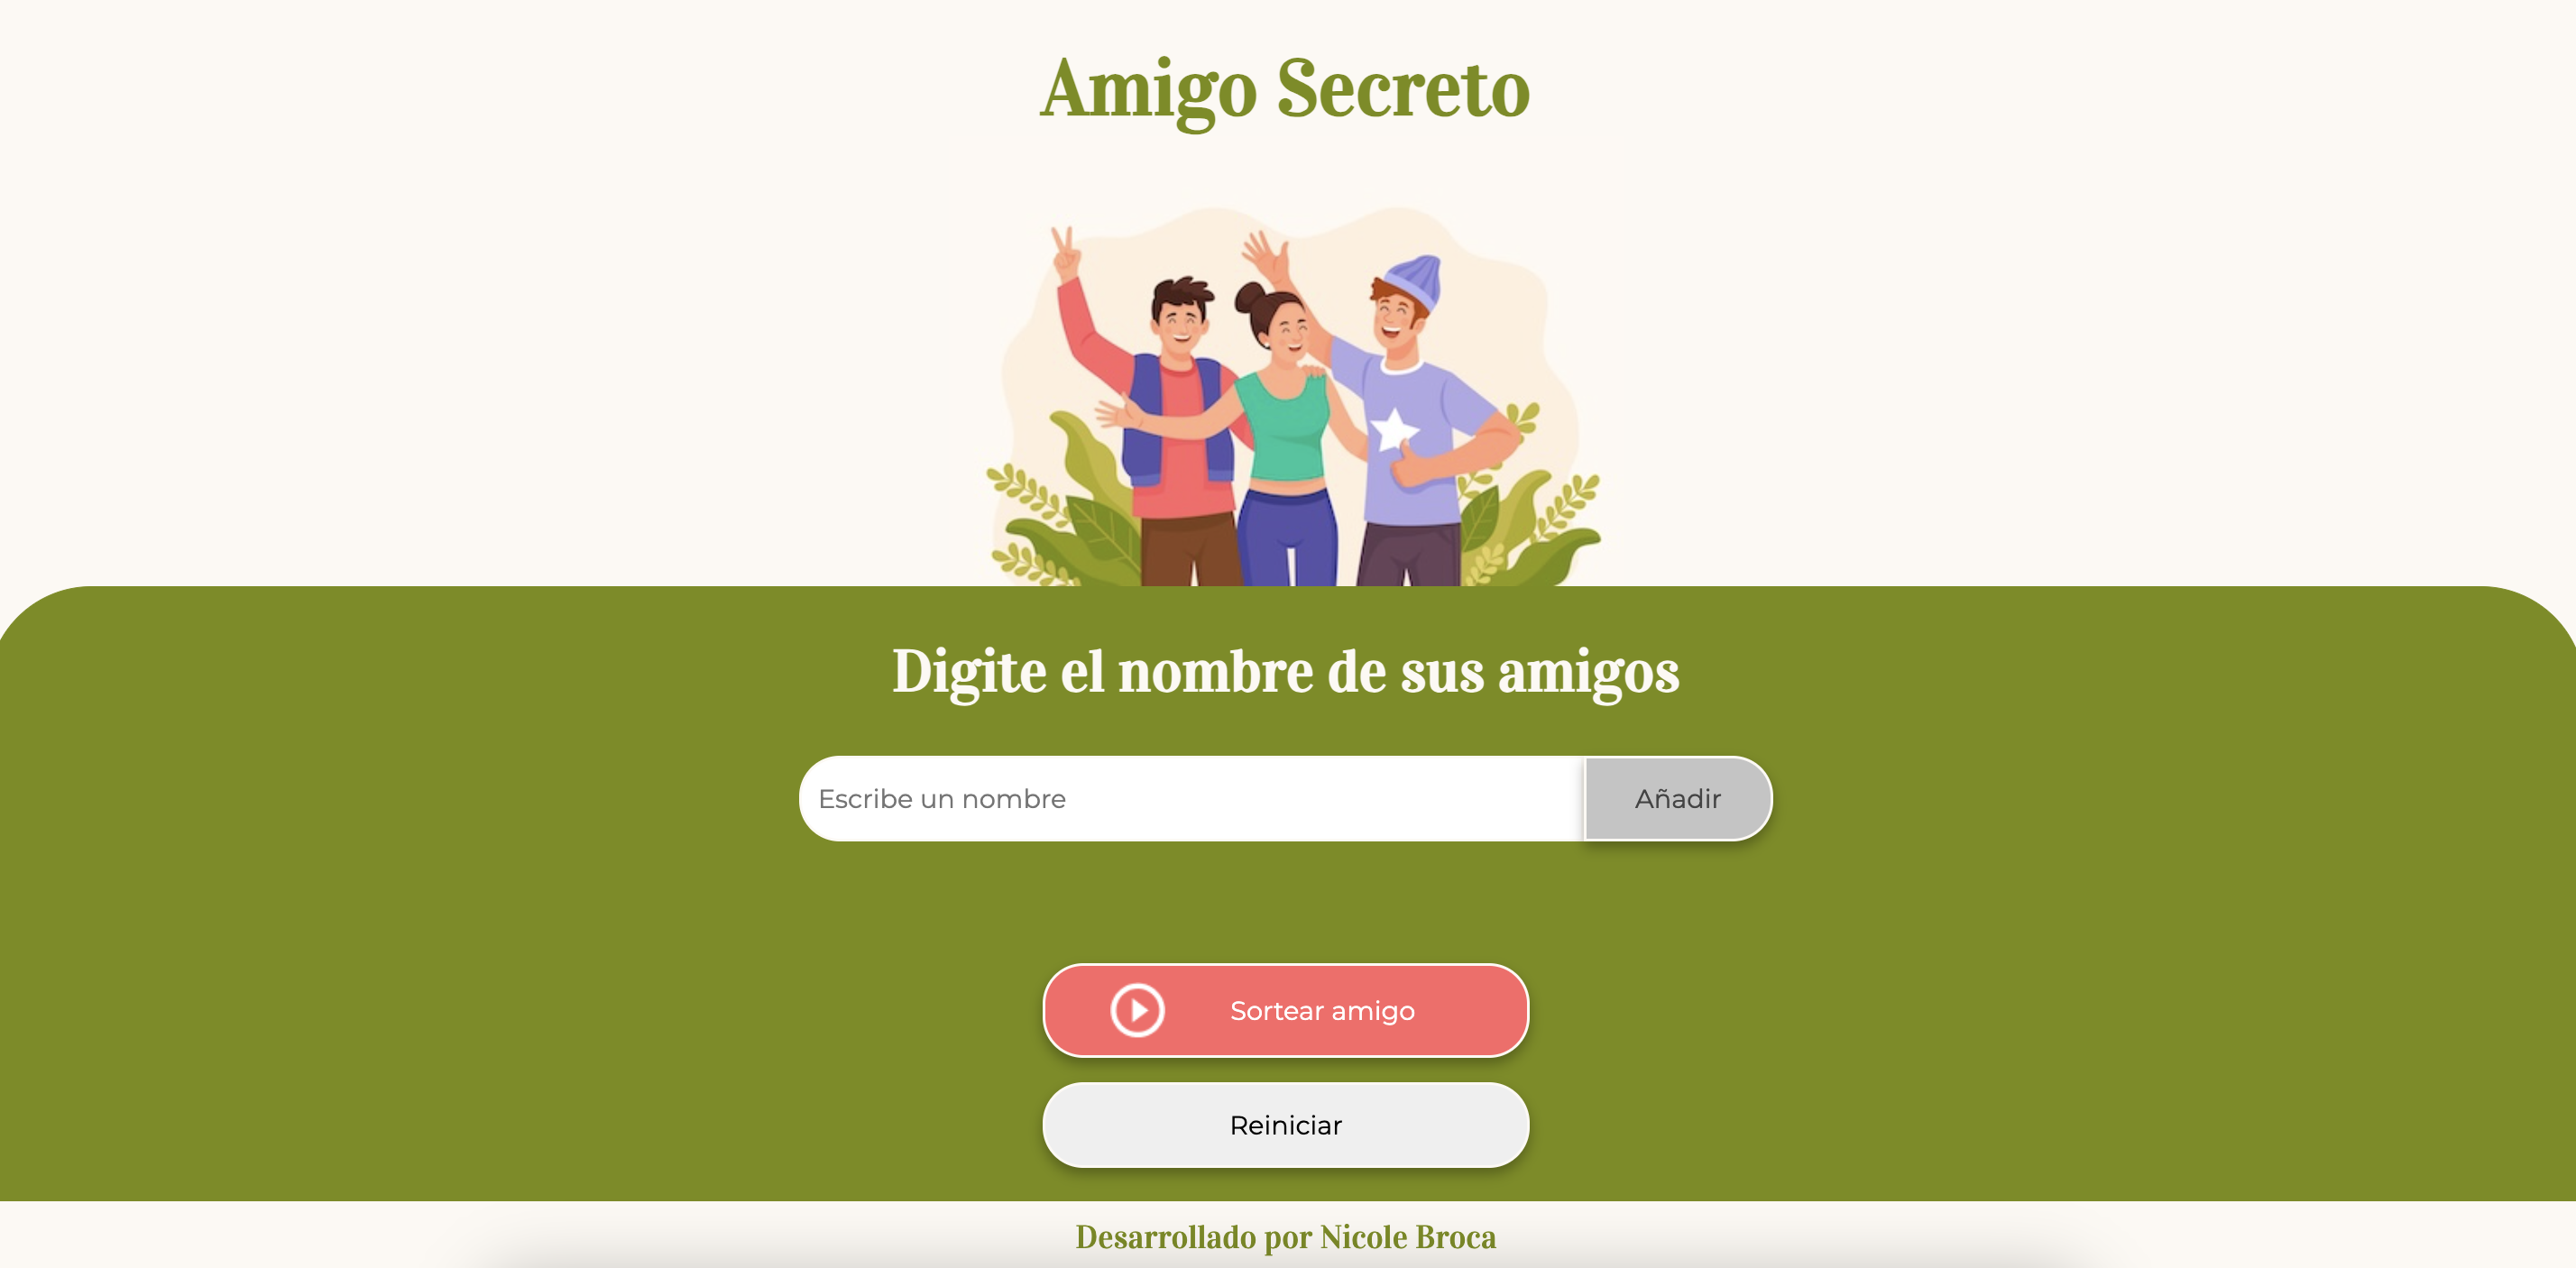 Amigo Secreto
Digite el nombre de sus amigos
Escribe un nombre
Añadir
Sortear amigo
Reiniciar
Desarrollado por Nicole Broca